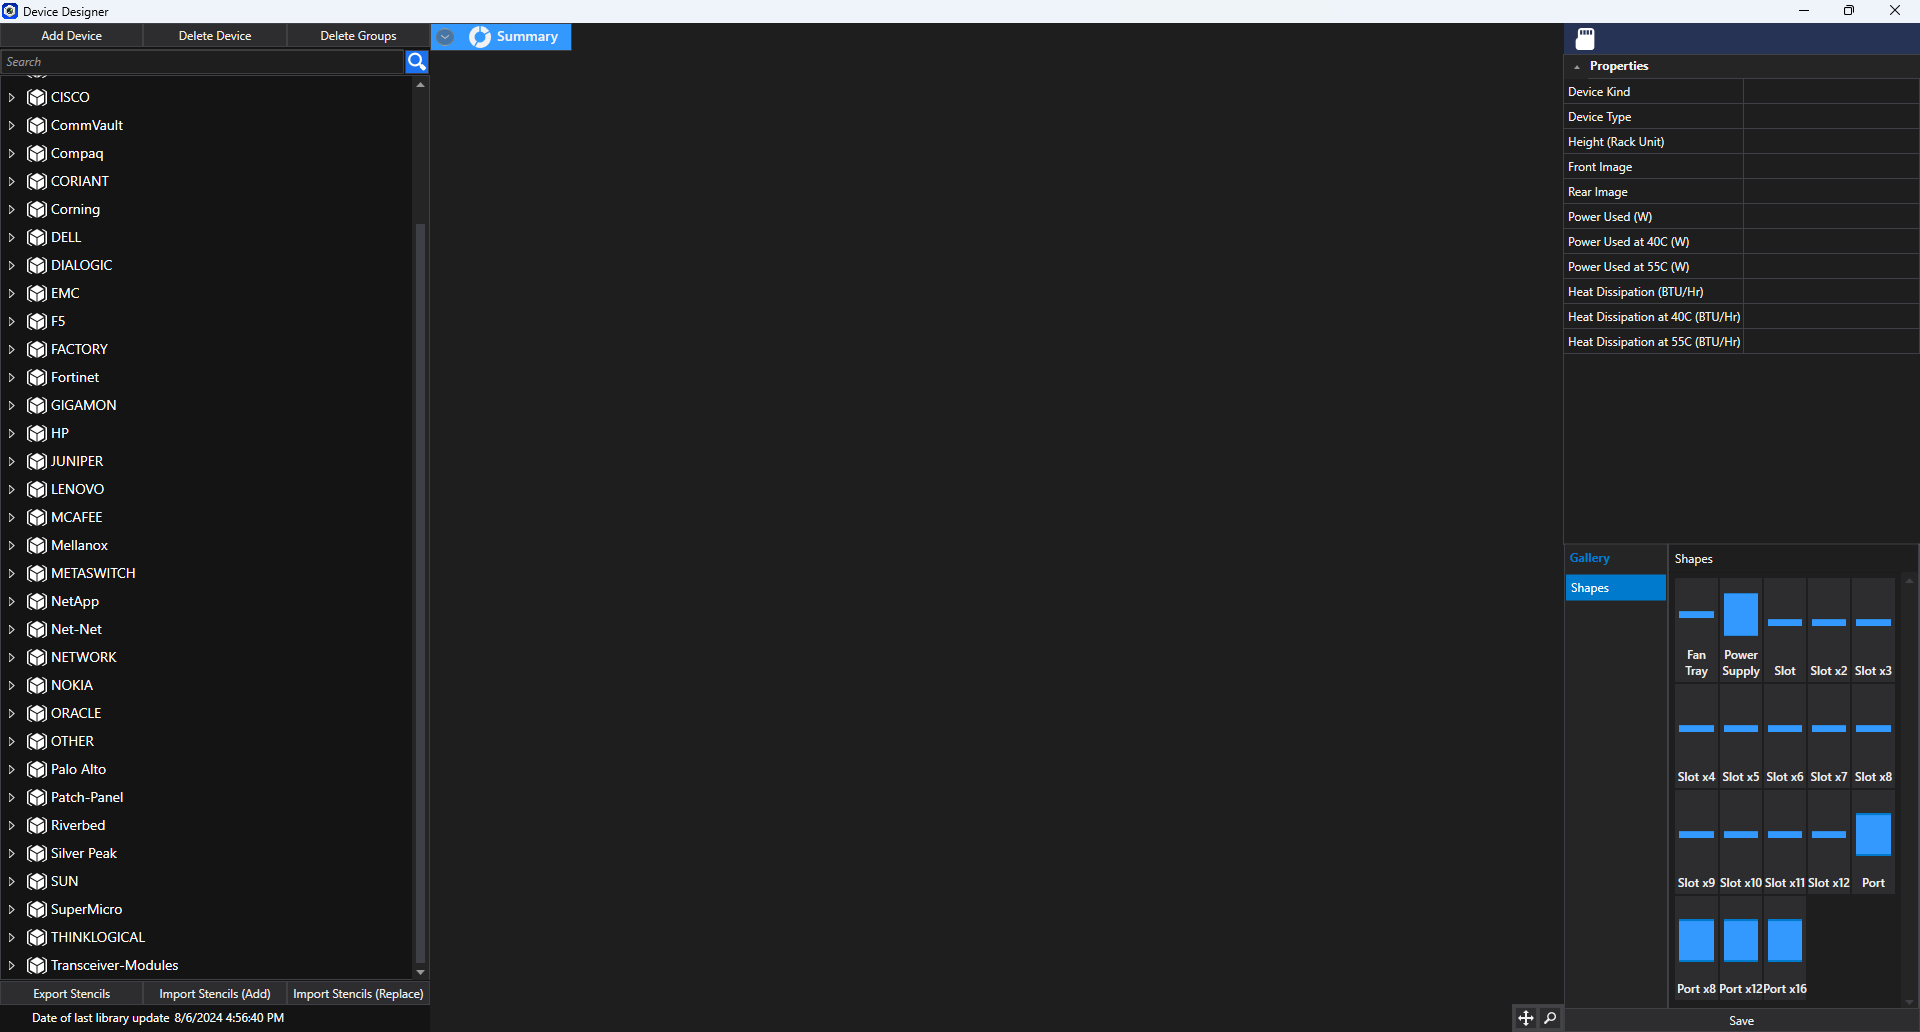 Device Designer
Add Device
Delete Device
Delete Groups
Summary
Search
CISCO
CommVault
Compaq
CORIANT
Corning
DELL
DIALOGIC
EMC
F5
FACTORY
Fortinet
GIGAMON
HP
JUNIPER
LENOVO
MCAFEE
Mellanox
METASWITCH
NetApp
Net-Net
NETWORK
NOKIA
ORACLE
OTHER
Palo Alto
Patch-Panel
Riverbed
Silver Peak
SUN
SuperMicro
THINKLOGICAL
Transceiver-Modules
Export Stencils
Import Stencils (Add)
Import Stencils (Replace)
Date of last library update 8/6/2024 4:56:40 PM
Properties
Device Kind
Device Type
Height (Rack Unit)
Front Image
Rear Image
Power Used (W)
Power Used at 40C (W)
Power Used at 55C (W)
Heat Dissipation (BTU/Hr)
Heat Dissipation at 40C (BTU/Hr)
Heat Dissipation at 55C (BTU/Hr)
Gallery
Shapes
Shapes
Fan
Tray
Power
Supply
Slot
Slot x2
Slot x3
Slot x4
Slot x5
Slot x6
Slot x7
Slot x8
Slot x9
Slot x10
Slot x11
Slot x12
Port
Port x8
Port x12
Port x16
Save